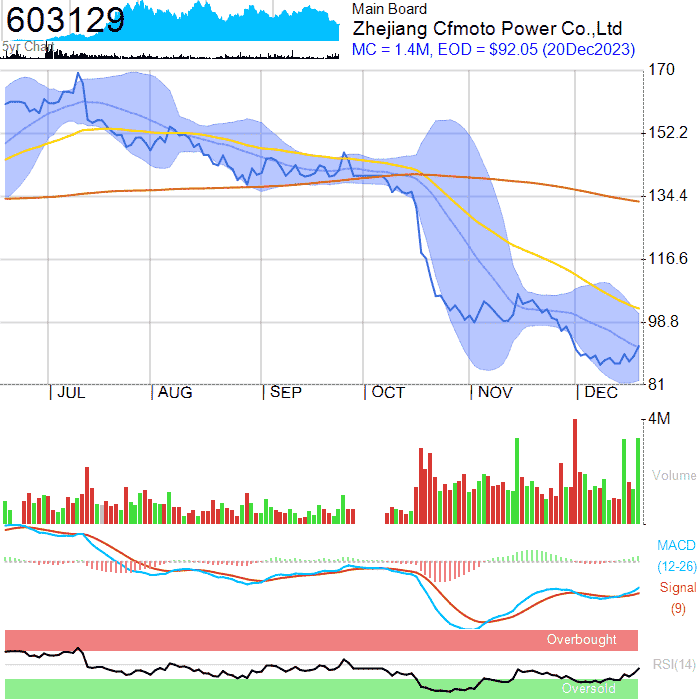 603129
5yr Chart
Main Board
Zhejiang Cfmoto Power Co.,Ltd
MC = 1.4M, EOD = $92.05 (20Dec2023)
170
152.2
134.4
116.6
98.8
81
JUL
AUG
SEP
OCT
NOV
DEC
4M
Volume
MACD
(12-26)
Signal
(9)
Overbought
RSI(14)
Oversold